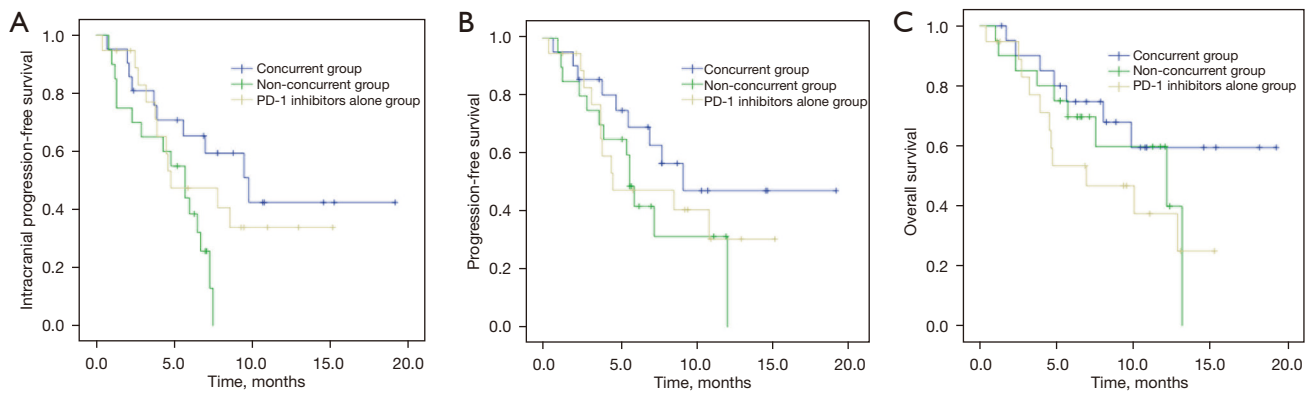 A
Intracranial progression-free survival
1.0
0.8
0.6
0.4
0.2
0.0
Concurrent group
Non-concurrent group
PD-1 inhibitors alone group
0.0 5.0 10.0 15.0 20.0
Time, months
B
Progression-free survival
1.0
0.8
0.6
0.4
0.2
0.0
Concurrent group
Non-concurrent group
PD-1 inhibitors alone group
0.0 5.0 10.0 15.0 20.0
Time, months
C
Overall survival
1.0
0.8
0.6
0.4
0.2
0.0
Concurrent group
Non-concurrent group
PD-1 inhibitors alone group
0.0 5.0 10.0 15.0 20.0
Time, months